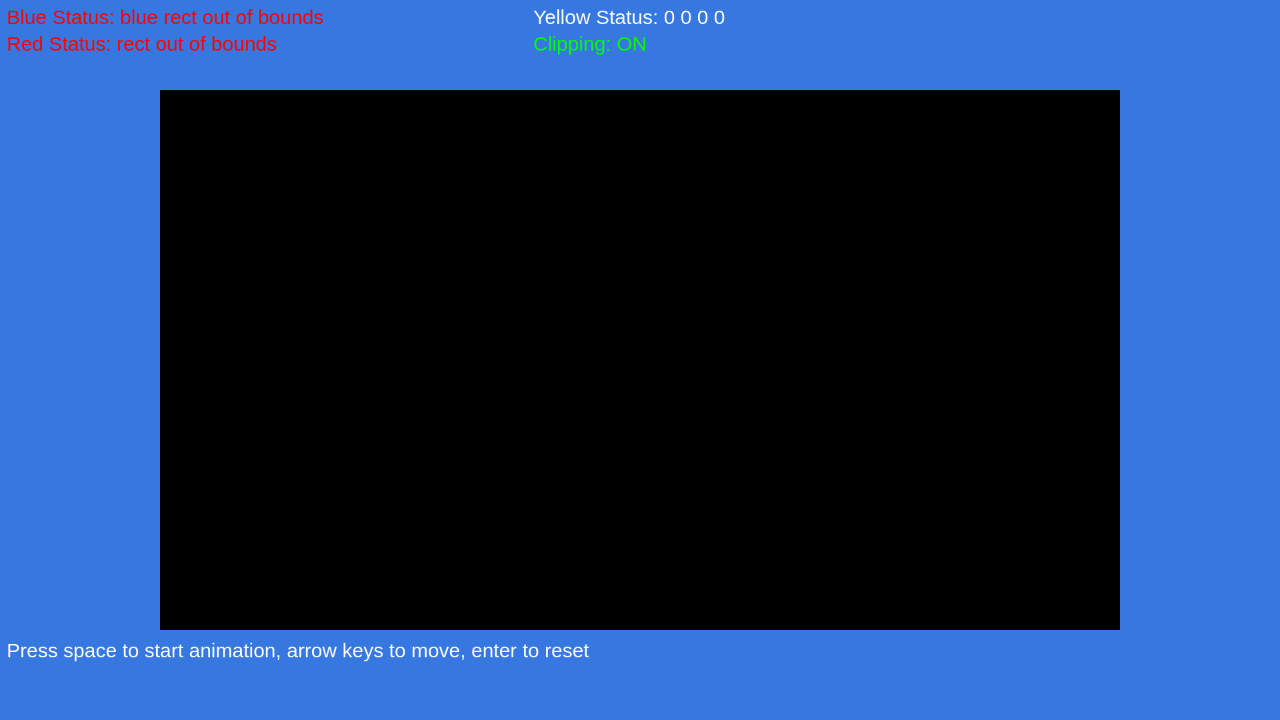 Blue Status: blue rect out of bounds
Yellow Status: 0 0 0 0
Red Status: rect out of bounds
Clipping: ON
Press space to start animation, arrow keys to move, enter to reset